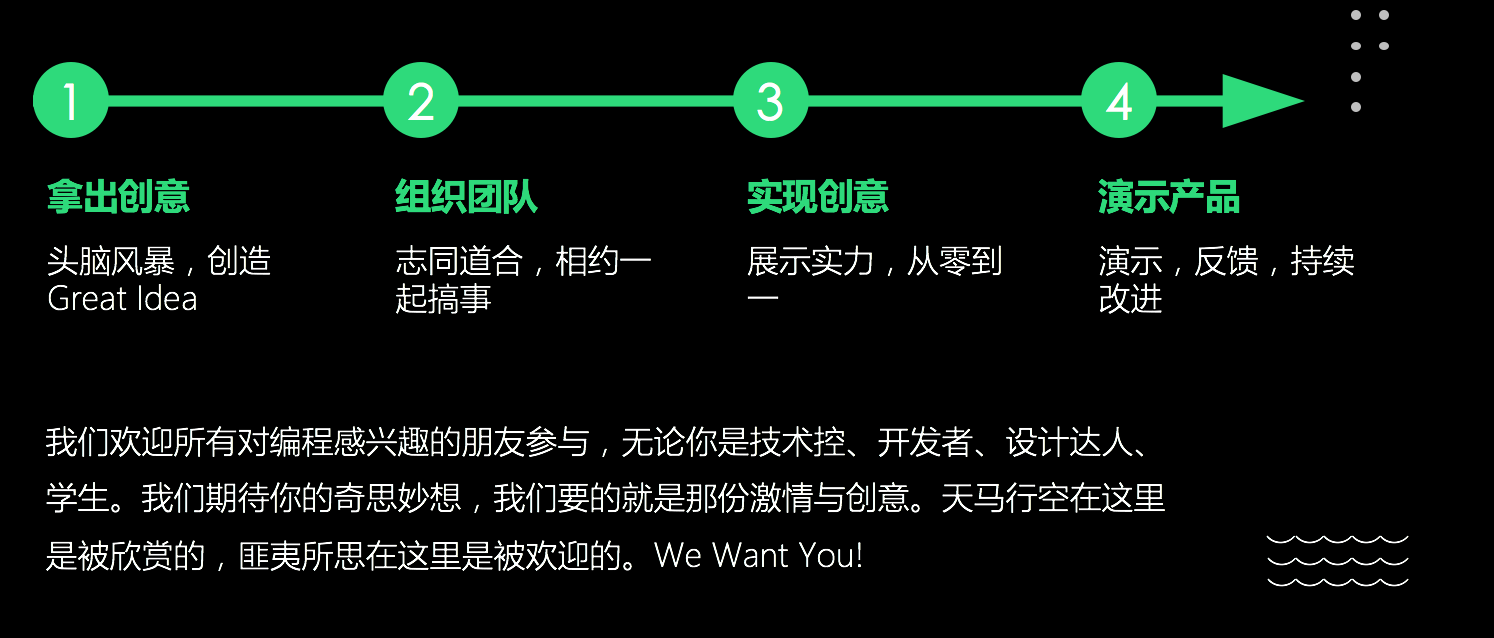 1
2
3
4
拿出创意
头脑风暴，创造
Great Idea
组织团队
志同道合，相约一
起搞事
实现创意
展示实力，从零到
一
演示产品
演示，反馈，持续
改进
我们欢迎所有对编程感兴趣的朋友参与，无论你是技术控、开发者、设计达人、
学生。我们期待你的奇思妙想，我们要的就是那份激情与创意。天马行空在这里
是被欣赏的，匪夷所思在这里是被欢迎的。We Want You!